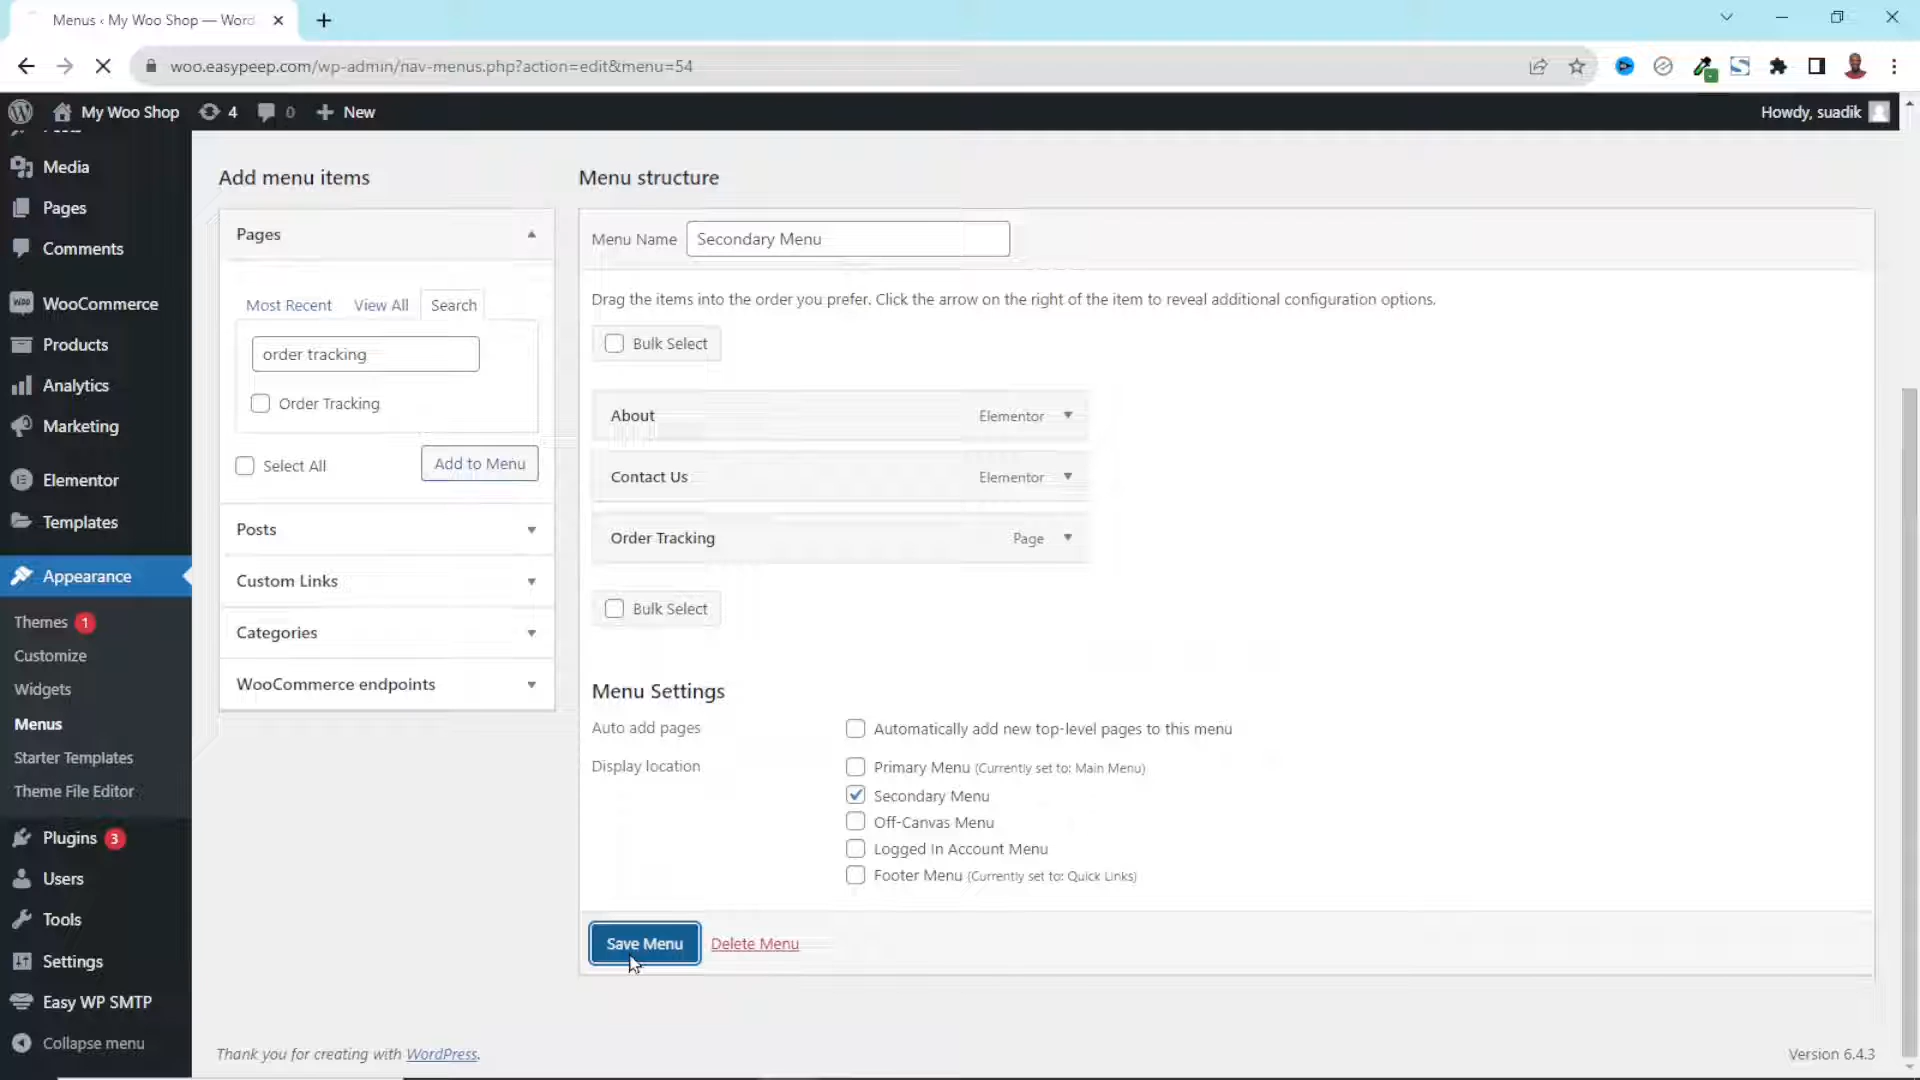 Menus ‹ My Woo Shop — Word
woo.easypeep.com/wp-admin/nav-menus.php?action=edit&menu=54
My Woo Shop
4
0
New
Howdy, suadik
Media
Pages
Comments
WooCommerce
Products
Analytics
Marketing
Elementor
Templates
Appearance
Themes 1
Customize
Widgets
Menus
Starter Templates
Theme File Editor
Plugins 3
Users
Tools
Settings
Easy WP SMTP
Collapse menu
Add menu items
Pages
Most Recent View All Search
order tracking
Order Tracking
Select All
Add to Menu
Posts
Custom Links
Categories
WooCommerce endpoints
Menu structure
Menu Name Secondary Menu
Drag the items into the order you prefer. Click the arrow on the right of the item to reveal additional configuration options.
Bulk Select
About Elementor
Contact Us Elementor
Order Tracking Page
Bulk Select
Menu Settings
Auto add pages
Automatically add new top-level pages to this menu
Display location
Primary Menu (Currently set to: Main Menu)
Secondary Menu
Off-Canvas Menu
Logged In Account Menu
Footer Menu (Currently set to: Quick Links)
Save Menu Delete Menu
Thank you for creating with WordPress.
Version 6.4.3